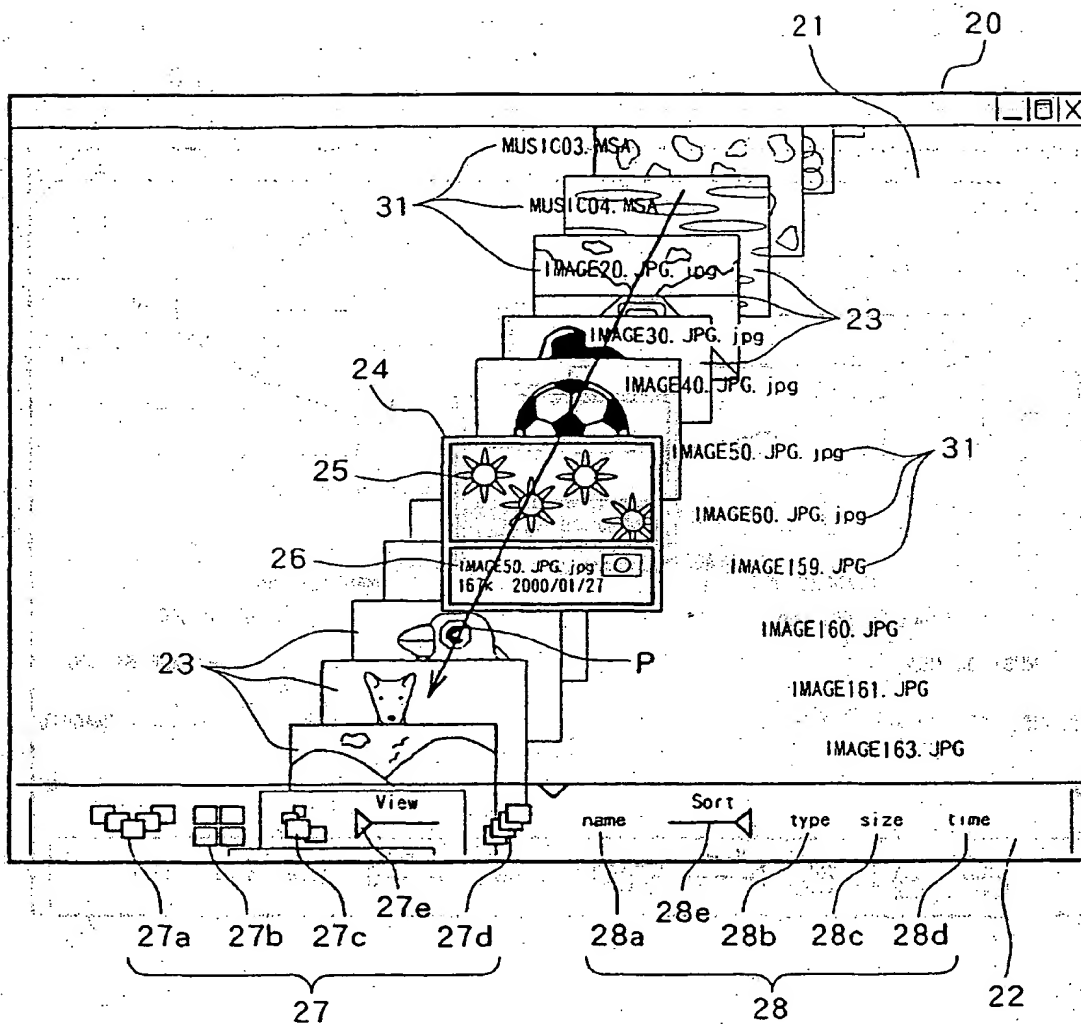 21 20
MUSIC03. MSA
31 MUSIC04. MSA
IMAGE20. JPG. jpg
23
IMAGE30. JPG. jpg
24 IMAGE40. JPG. jpg
25 IMAGE50. JPG. jpg 31
IMAGE60. JPG. jpg
26 IMAGE50. JPG. jpg IMAGE159. JPG
167K 2000/01/27
IMAGE160. JPG
23 P
IMAGE161. JPG
IMAGE163. JPG
View Sort
name type size time
27e 28e
27a 27b 27c 27d 28a 28b 28c 28d
27 28 22